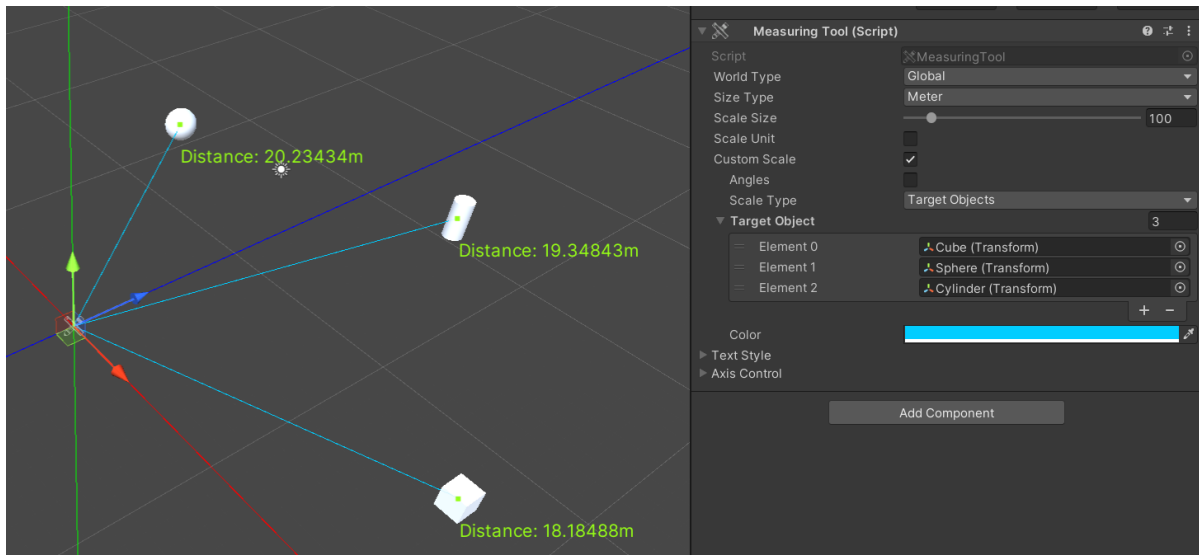 Distance: 20.23434m
Distance: 19.34843m
Distance: 18.18488m
Measuring Tool (Script)
Script MeasuringTool
World Type Global
Size Type Meter
Scale Size 100
Scale Unit
Custom Scale
Angles
Scale Type Target Objects
Target Object 3
Element 0 Cube (Transform)
Element 1 Sphere (Transform)
Element 2 Cylinder (Transform)
+ −
Color
Text Style
Axis Control
Add Component